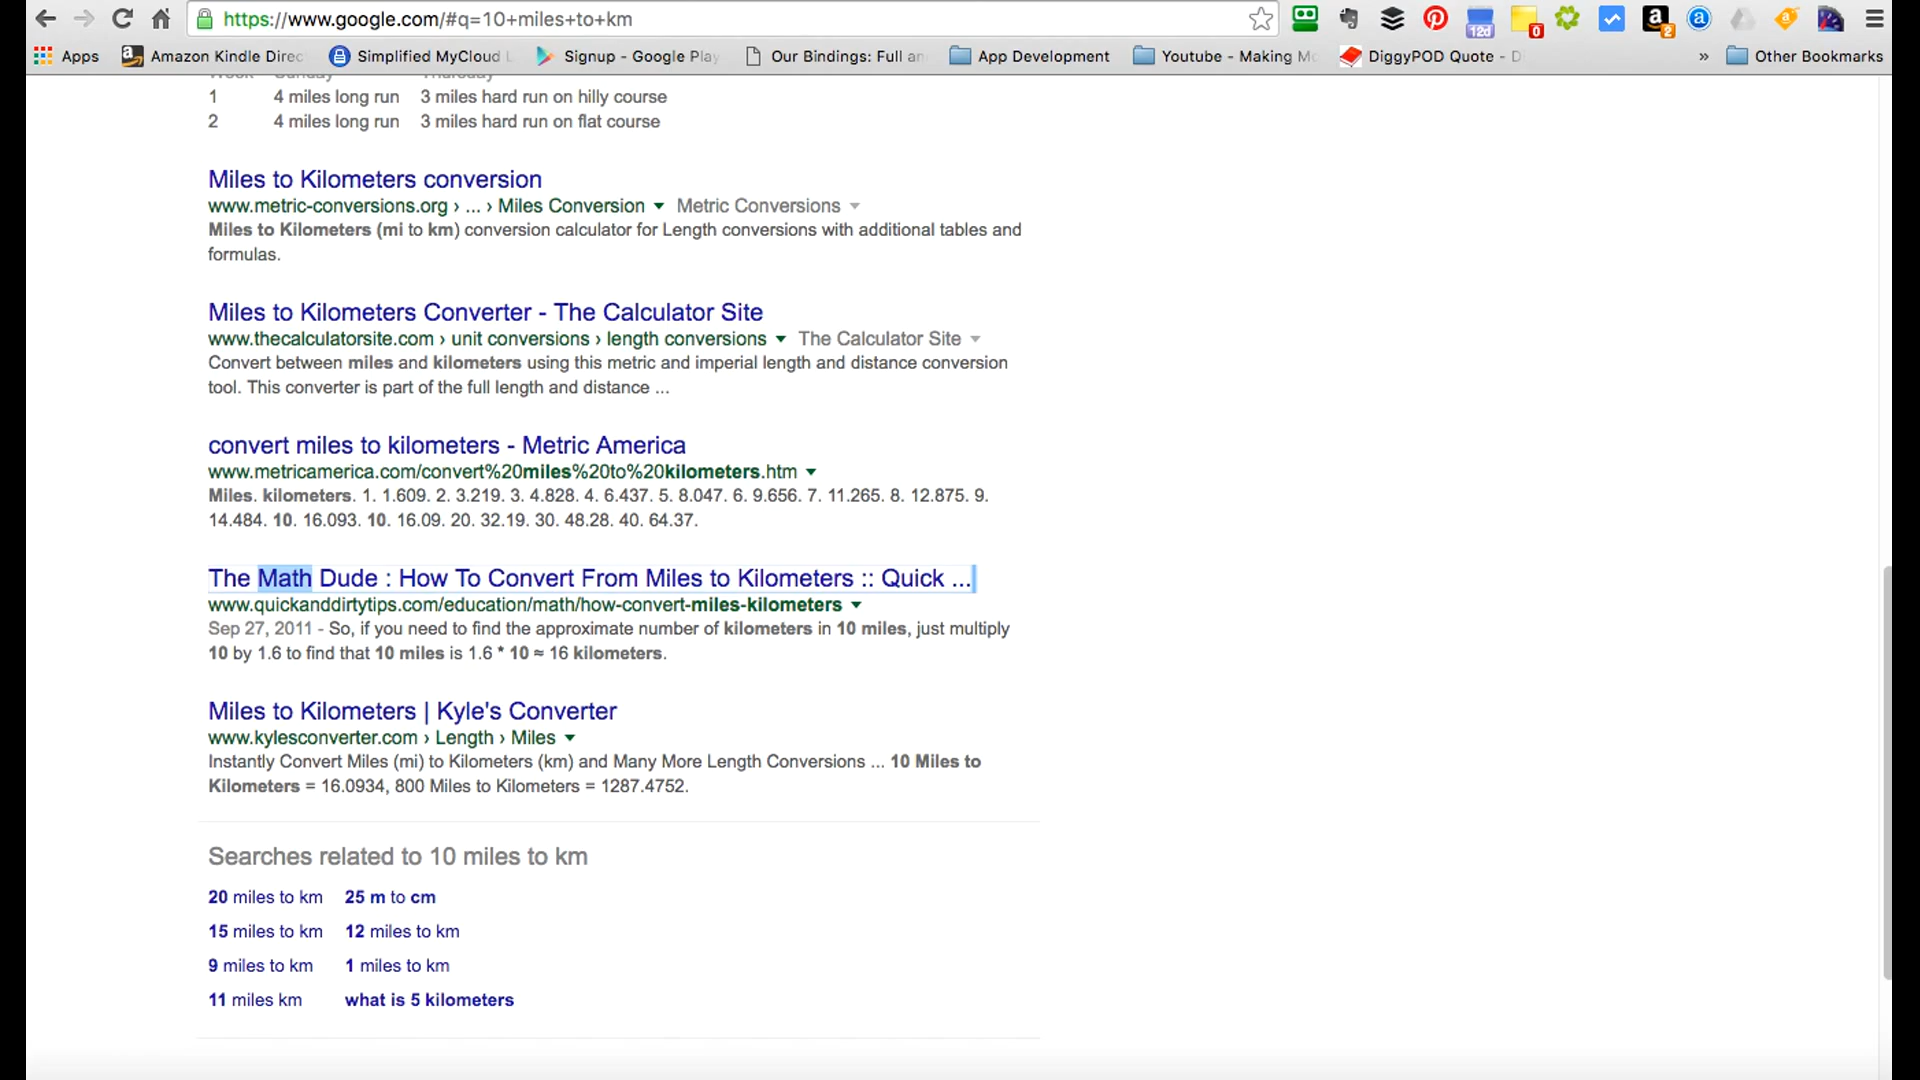 https://www.google.com/#q=10+miles+to+km
12d 0 2
Apps Amazon Kindle Direc Simplified MyCloud Signup - Google Play Our Bindings: Full an App Development Youtube - Making Mo DiggyPOD Quote - D » Other Bookmarks
Week Sunday Thursday
1 4 miles long run 3 miles hard run on hilly course
2 4 miles long run 3 miles hard run on flat course
Miles to Kilometers conversion
www.metric-conversions.org › ... › Miles Conversion Metric Conversions
Miles to Kilometers (mi to km) conversion calculator for Length conversions with additional tables and
formulas.
Miles to Kilometers Converter - The Calculator Site
www.thecalculatorsite.com › unit conversions › length conversions The Calculator Site
Convert between miles and kilometers using this metric and imperial length and distance conversion
tool. This converter is part of the full length and distance ...
convert miles to kilometers - Metric America
www.metricamerica.com/convert%20miles%20to%20kilometers.htm
Miles. kilometers. 1. 1.609. 2. 3.219. 3. 4.828. 4. 6.437. 5. 8.047. 6. 9.656. 7. 11.265. 8. 12.875. 9.
14.484. 10. 16.093. 10. 16.09. 20. 32.19. 30. 48.28. 40. 64.37.
The Math Dude : How To Convert From Miles to Kilometers :: Quick ...
www.quickanddirtytips.com/education/math/how-convert-miles-kilometers
Sep 27, 2011 - So, if you need to find the approximate number of kilometers in 10 miles, just multiply
10 by 1.6 to find that 10 miles is 1.6 * 10 ≈ 16 kilometers.
Miles to Kilometers | Kyle's Converter
www.kylesconverter.com › Length › Miles
Instantly Convert Miles (mi) to Kilometers (km) and Many More Length Conversions ... 10 Miles to
Kilometers = 16.0934, 800 Miles to Kilometers = 1287.4752.
Searches related to 10 miles to km
20 miles to km 25 m to cm
15 miles to km 12 miles to km
9 miles to km 1 miles to km
11 miles km what is 5 kilometers